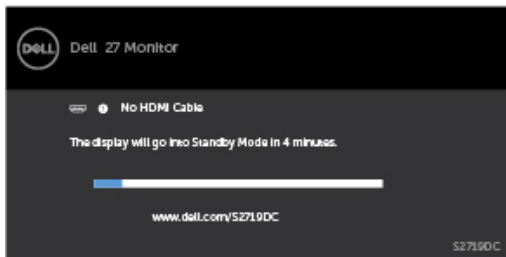 DELL
Dell 27 Monitor
No HDMI Cable
The display will go into Standby Mode in 4 minutes.
www.dell.com/S2719DC
S2719DC